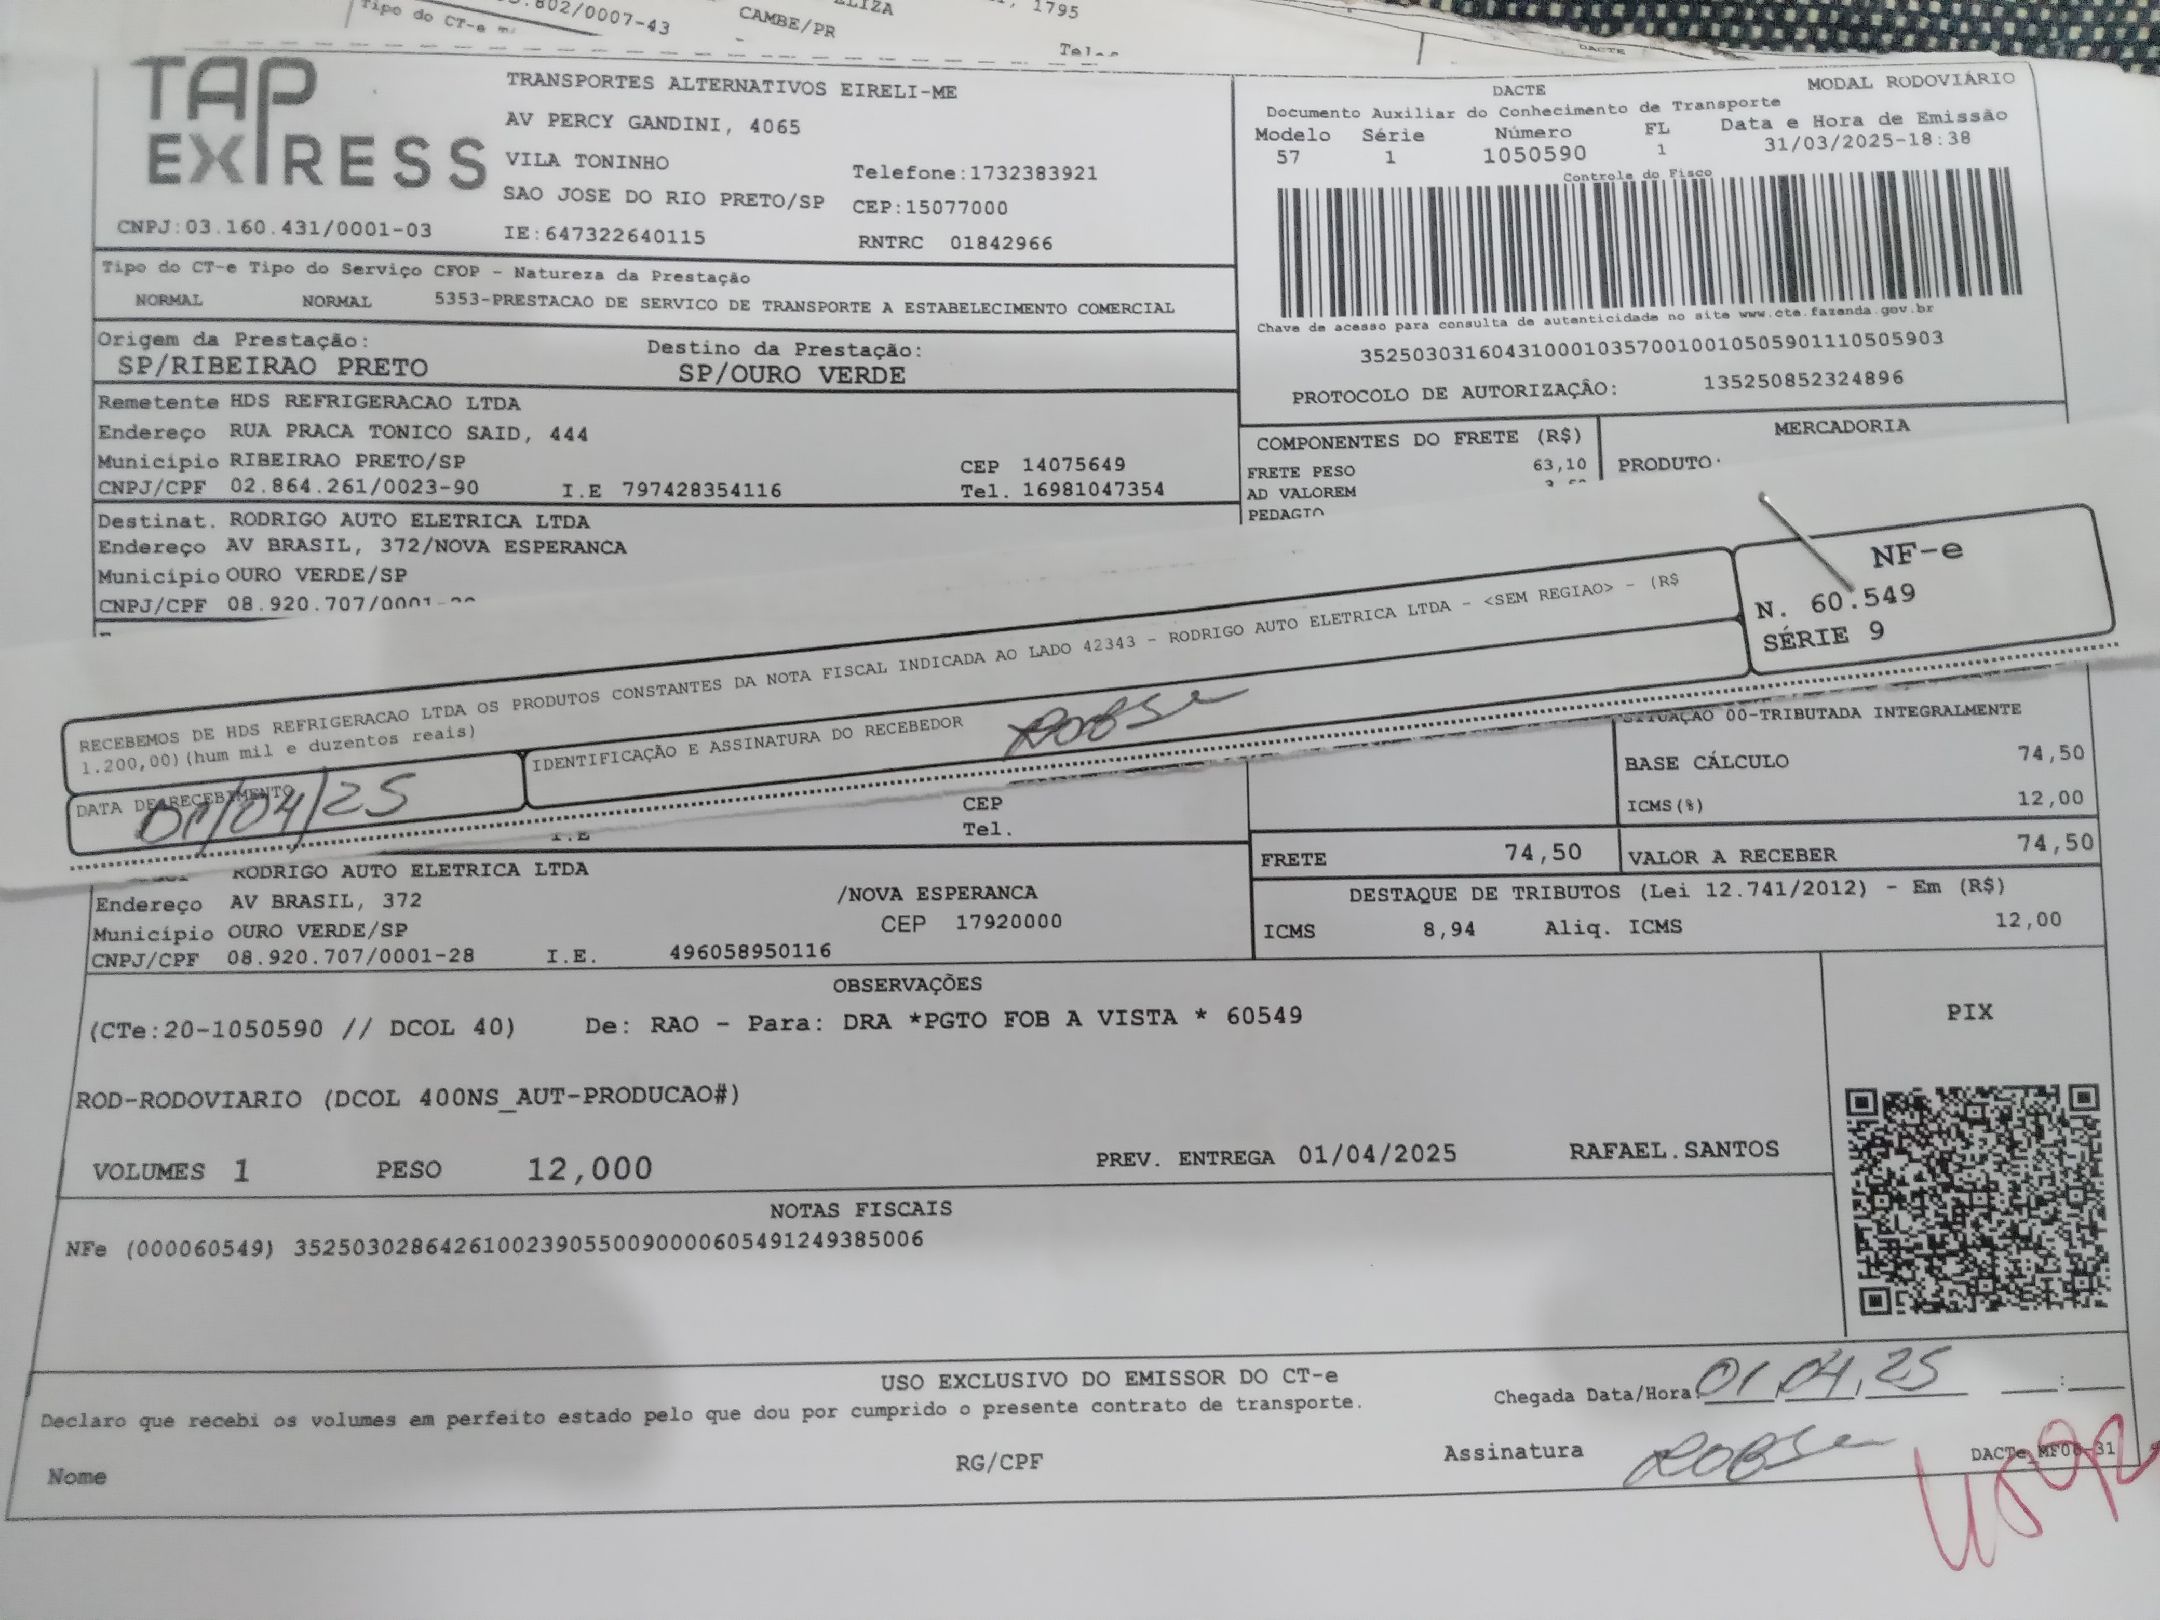 .802/0007-43
Tipo do CT-e
CAMBE/PR
1795
DACTE
TAP
EXPRESS
TRANSPORTES ALTERNATIVOS EIRELI-ME
AV PERCY GANDINI, 4065
VILA TONINHO
Telefone:1732383921
SAO JOSE DO RIO PRETO/SP CEP:15077000
CNPJ:03.160.431/0001-03 IE:647322640115 RNTRC 01842966
DACTE MODAL RODOVIÁRIO
Documento Auxiliar do Conhecimento de Transporte
Modelo Série Número FL Data e Hora de Emissão
57 1 1050590 1 31/03/2025-18:38
Controle do Fisco
Chave de acesso para consulta de autenticidade no site www.cte.fazenda.gov.br
35250303160431000103570010010505901110505903
PROTOCOLO DE AUTORIZAÇÃO: 135250852324896
Tipo do CT-e Tipo do Serviço CFOP - Natureza da Prestação
NORMAL NORMAL 5353-PRESTACAO DE SERVICO DE TRANSPORTE A ESTABELECIMENTO COMERCIAL
Origem da Prestação: Destino da Prestação:
SP/RIBEIRAO PRETO SP/OURO VERDE
Remetente HDS REFRIGERACAO LTDA
Endereço RUA PRACA TONICO SAID, 444
Município RIBEIRAO PRETO/SP CEP 14075649
CNPJ/CPF 02.864.261/0023-90 I.E 797428354116 Tel. 16981047354
COMPONENTES DO FRETE (R$) MERCADORIA
FRETE PESO 63,10 PRODUTO
AD VALOREM
PEDAGIO
Destinat. RODRIGO AUTO ELETRICA LTDA
Endereço AV BRASIL, 372/NOVA ESPERANCA
Município OURO VERDE/SP
CNPJ/CPF 08.920.707/0001-
RECEBEMOS DE HDS REFRIGERACAO LTDA OS PRODUTOS CONSTANTES DA NOTA FISCAL INDICADA AO LADO 42343 - RODRIGO AUTO ELETRICA LTDA - <SEM REGIAO> - (R$
1.200,00)(hum mil e duzentos reais)
NF-e
N. 60.549
SÉRIE 9
DATA DE RECEBIMENTO 01/04/25
IDENTIFICAÇÃO E ASSINATURA DO RECEBEDOR
SITUAÇÃO 00-TRIBUTADA INTEGRALMENTE
BASE CÁLCULO 74,50
ICMS(%) 12,00
CEP
I.E Tel.
FRETE 74,50 VALOR A RECEBER 74,50
RODRIGO AUTO ELETRICA LTDA
Endereço AV BRASIL, 372 /NOVA ESPERANCA
Município OURO VERDE/SP CEP 17920000
CNPJ/CPF 08.920.707/0001-28 I.E. 496058950116
DESTAQUE DE TRIBUTOS (Lei 12.741/2012) - Em (R$)
ICMS 8,94 Aliq. ICMS 12,00
OBSERVAÇÕES
(CTe:20-1050590 // DCOL 40) De: RAO - Para: DRA *PGTO FOB A VISTA * 60549
PIX
ROD-RODOVIARIO (DCOL 400NS_AUT-PRODUCAO#)
VOLUMES 1 PESO 12,000 PREV. ENTREGA 01/04/2025 RAFAEL.SANTOS
NOTAS FISCAIS
NFe (000060549) 35250302864261002390550090000605491249385006
USO EXCLUSIVO DO EMISSOR DO CT-e
Declaro que recebi os volumes em perfeito estado pelo que dou por cumprido o presente contrato de transporte.
Chegada Data/Hora: 01/04/25 :
Nome RG/CPF Assinatura